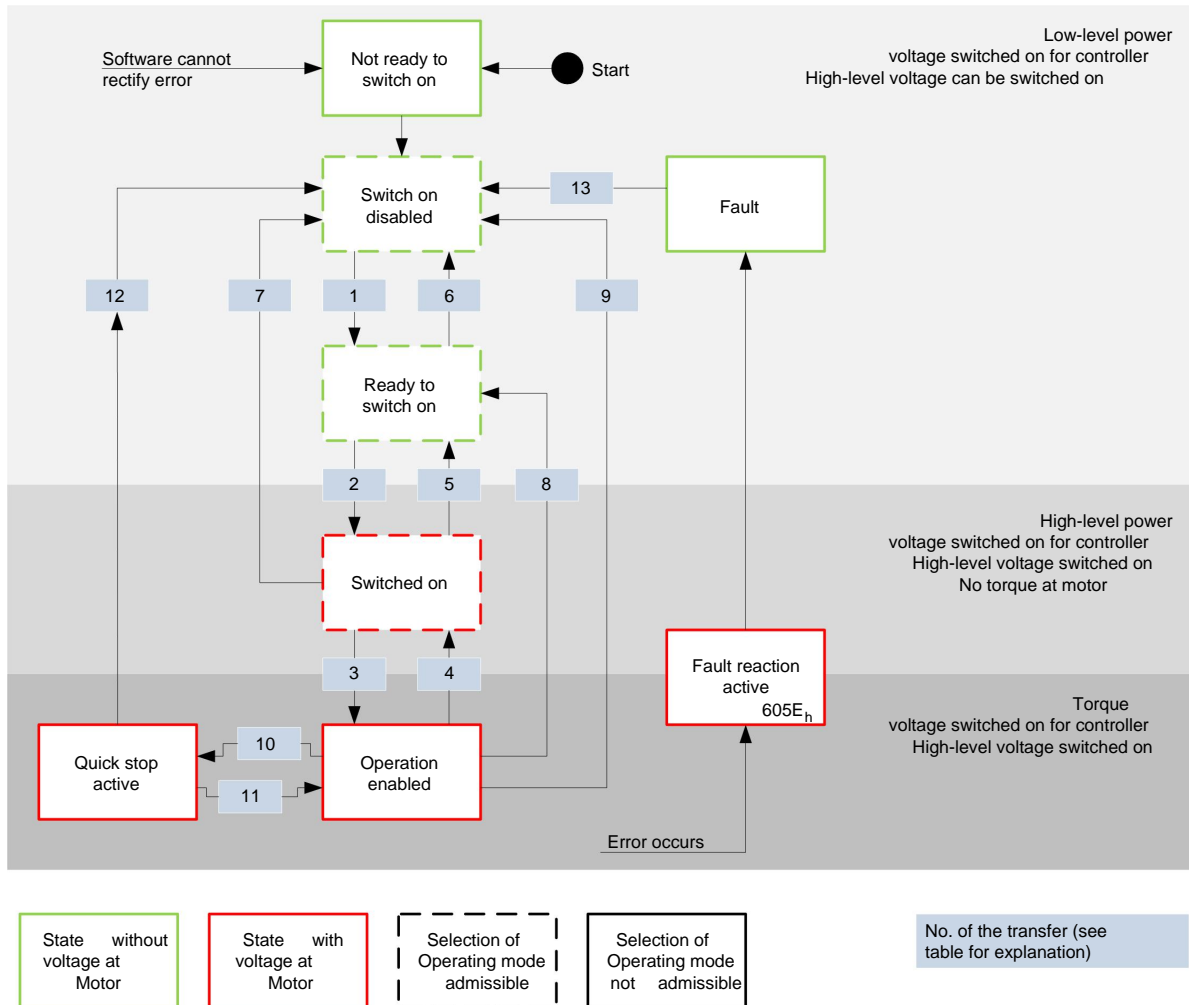 Software cannot
rectify error
Not ready to
switch on
Start
Low-level power
voltage switched on for controller
High-level voltage can be switched on
Switch on
disabled
13
Fault
12
7
1
6
9
Ready to
switch on
2
5
8
High-level power
voltage switched on for controller
High-level voltage switched on
No torque at motor
Switched on
3
4
Fault reaction
active
605Eh
Torque
voltage switched on for controller
High-level voltage switched on
Quick stop
active
10
11
Operation
enabled
Error occurs
State without
voltage at
Motor
State with
voltage at
Motor
Selection of
Operating mode
admissible
Selection of
Operating mode
not admissible
No. of the transfer (see
table for explanation)